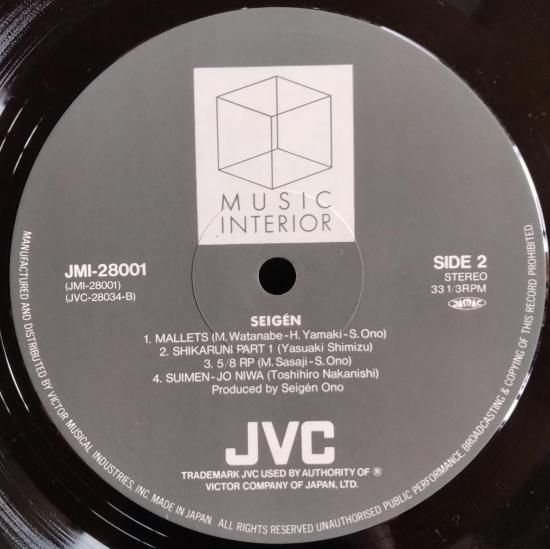 MUSIC
INTERIOR
JMI-28001
(JMI-28001)
(JVC-28034-B)
SIDE 2
STEREO
33 1/3RPM
JASRAC
SEIGÉN
1. MALLETS (M. Watanabe-H. Yamaki-S. Ono)
2. SHIKARUNi PART 1 (Yasuaki Shimizu)
3. 5/8 RP (M. Sasaji-S. Ono)
4. SUIMEN-JO NIWA (Toshihiro Nakanishi)
Produced by Seigén Ono
JVC
TRADEMARK JVC USED BY AUTHORITY OF ®
VICTOR COMPANY OF JAPAN, LTD.
MANUFACTURED AND DISTRIBUTED BY VICTOR MUSICAL INDUSTRIES, INC. MADE IN JAPAN. ALL RIGHTS RESERVED UNAUTHORISED PUBLIC PERFORMANCE, BROADCASTING & COPYING OF THIS RECORD PROHIBITED.